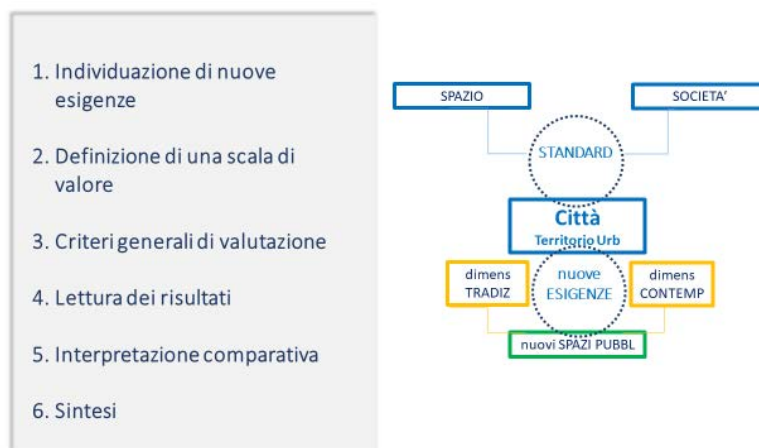 1. Individuazione di nuove
esigenze
2. Definizione di una scala di
valore
3. Criteri generali di valutazione
4. Lettura dei risultati
5. Interpretazione comparativa
6. Sintesi
SPAZIO
SOCIETA'
STANDARD
Città
Territorio Urb
dimens
TRADIZ
nuove
ESIGENZE
dimens
CONTEMP
nuovi SPAZI PUBBL